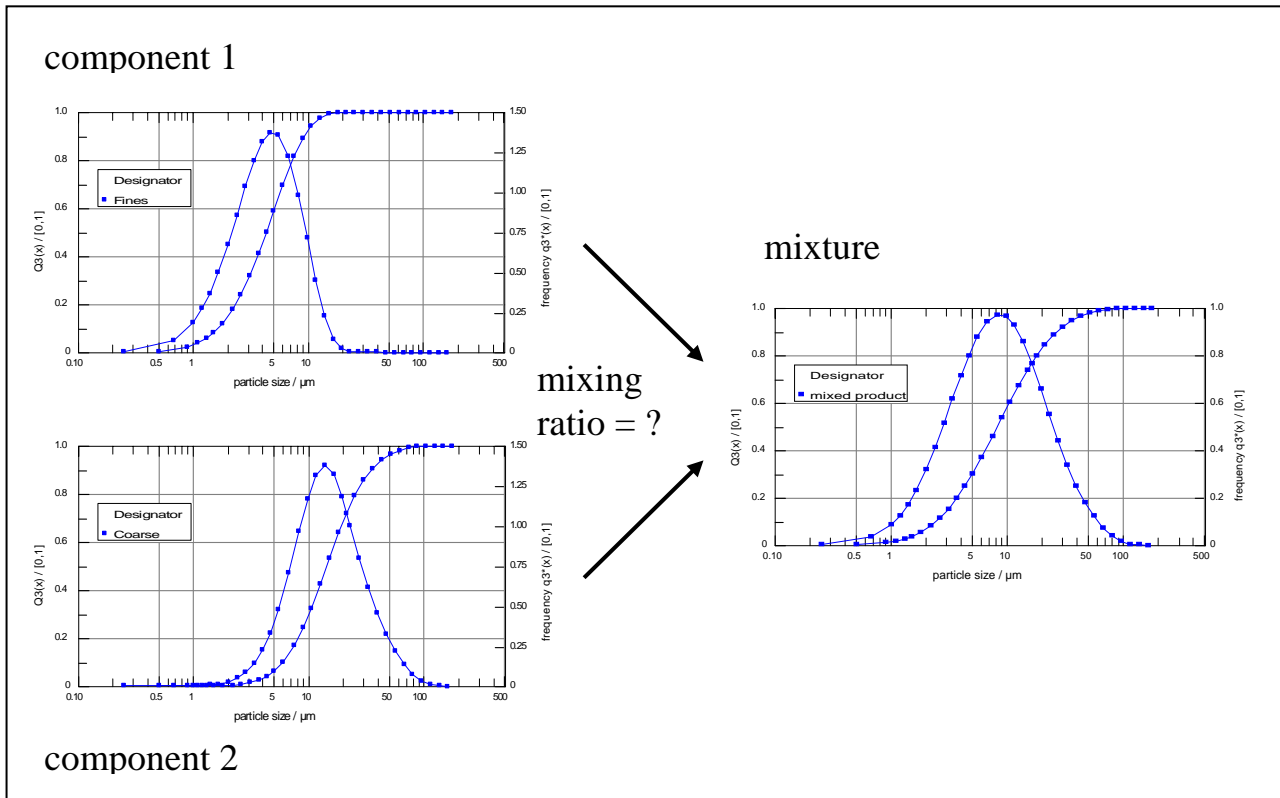 component 1
1.0
0.8
0.6
0.4
0.2
0
Q3(x) / [0,1]
Designator
Fines
1.50
1.25
1.00
0.75
0.50
0.25
0
frequency q3*(x) / [0,1]
0.10 0.5 1 5 10 50 100 500
particle size / µm
1.0
0.8
0.6
0.4
0.2
0
Q3(x) / [0,1]
Designator
Coarse
1.50
1.25
1.00
0.75
0.50
0.25
0
frequency q3*(x) / [0,1]
0.10 0.5 1 5 10 50 100 500
particle size / µm
component 2
mixing
ratio = ?
mixture
1.0
0.8
0.6
0.4
0.2
0
Q3(x) / [0,1]
Designator
mixed product
1.0
0.8
0.6
0.4
0.2
0
frequency q3*(x) / [0,1]
0.10 0.5 1 5 10 50 100 500
particle size / µm